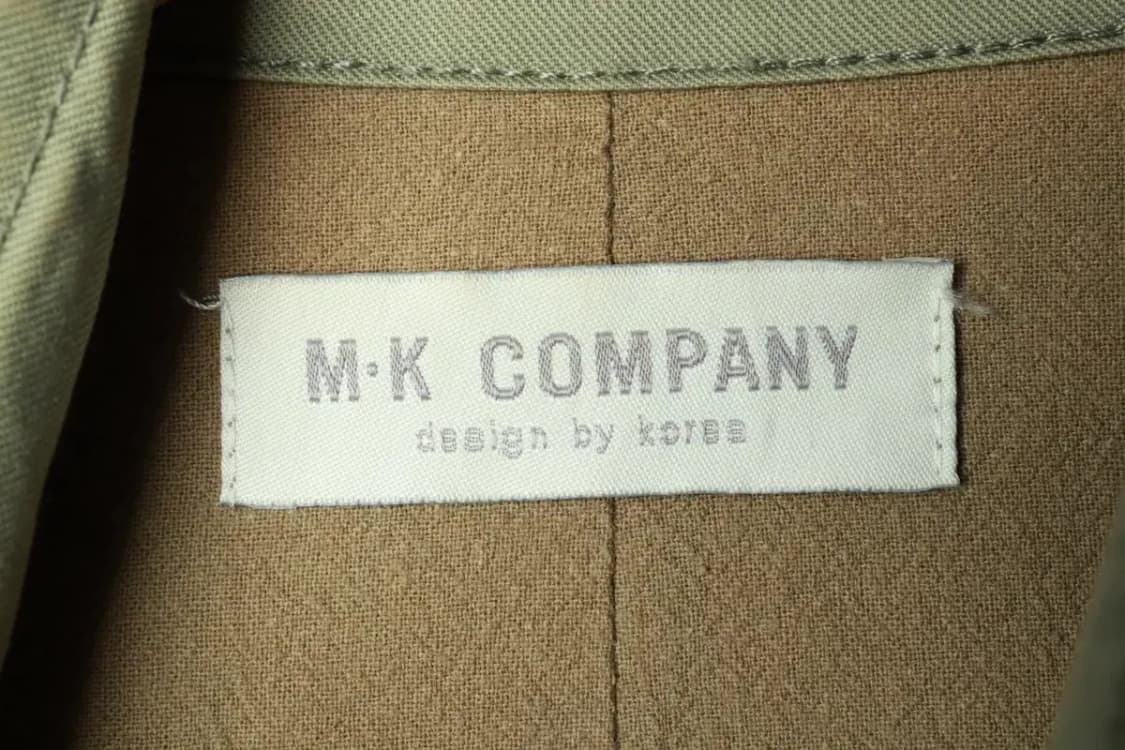 M·K COMPANY
design by korea